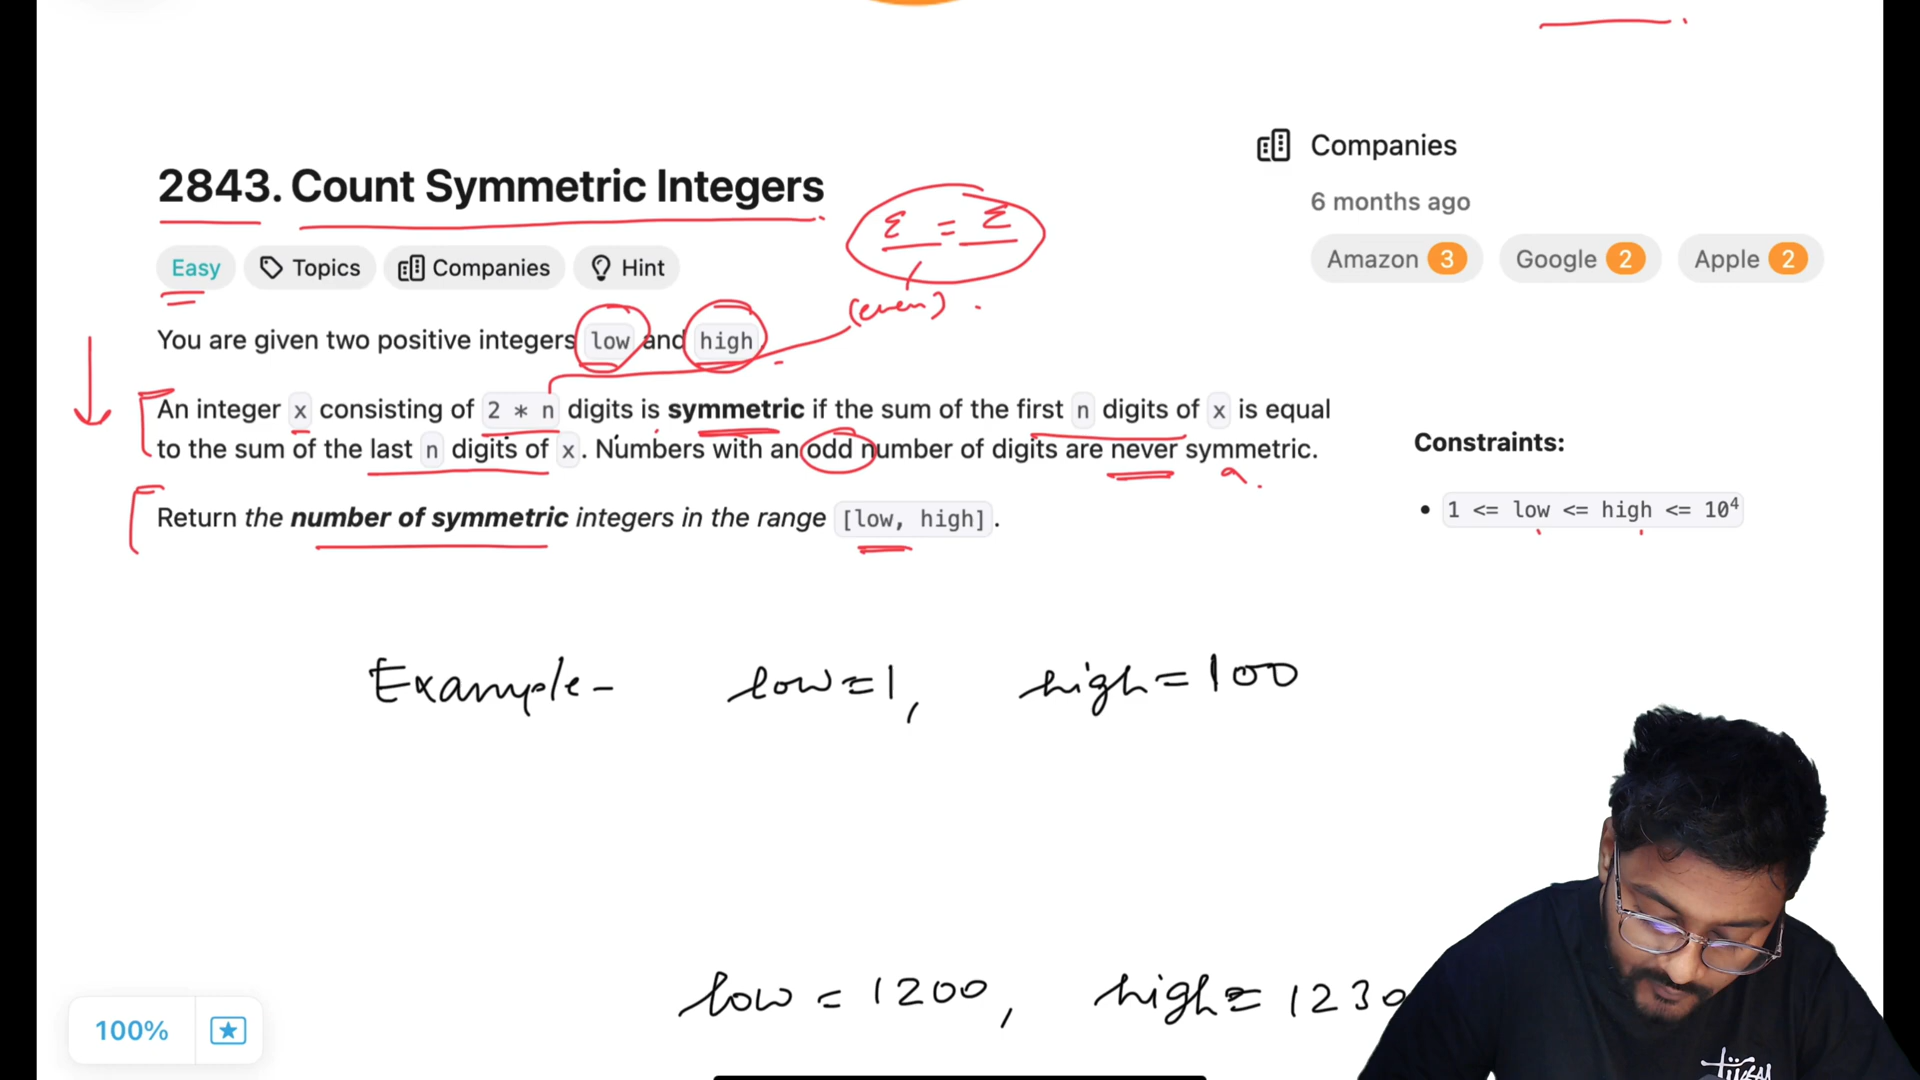 Companies
6 months ago
Amazon 3 Google 2 Apple 2
2843. Count Symmetric Integers
Σ = Σ
(even).
Easy Topics Companies Hint
You are given two positive integers low and high.
An integer x consisting of 2 * n digits is symmetric if the sum of the first n digits of x is equal
to the sum of the last n digits of x. Numbers with an odd number of digits are never symmetric.
Return the number of symmetric integers in the range [low, high].
Constraints:
• 1 <= low <= high <= 10⁴
Example- low=1, high=100
low = 1200, high= 1230
100%